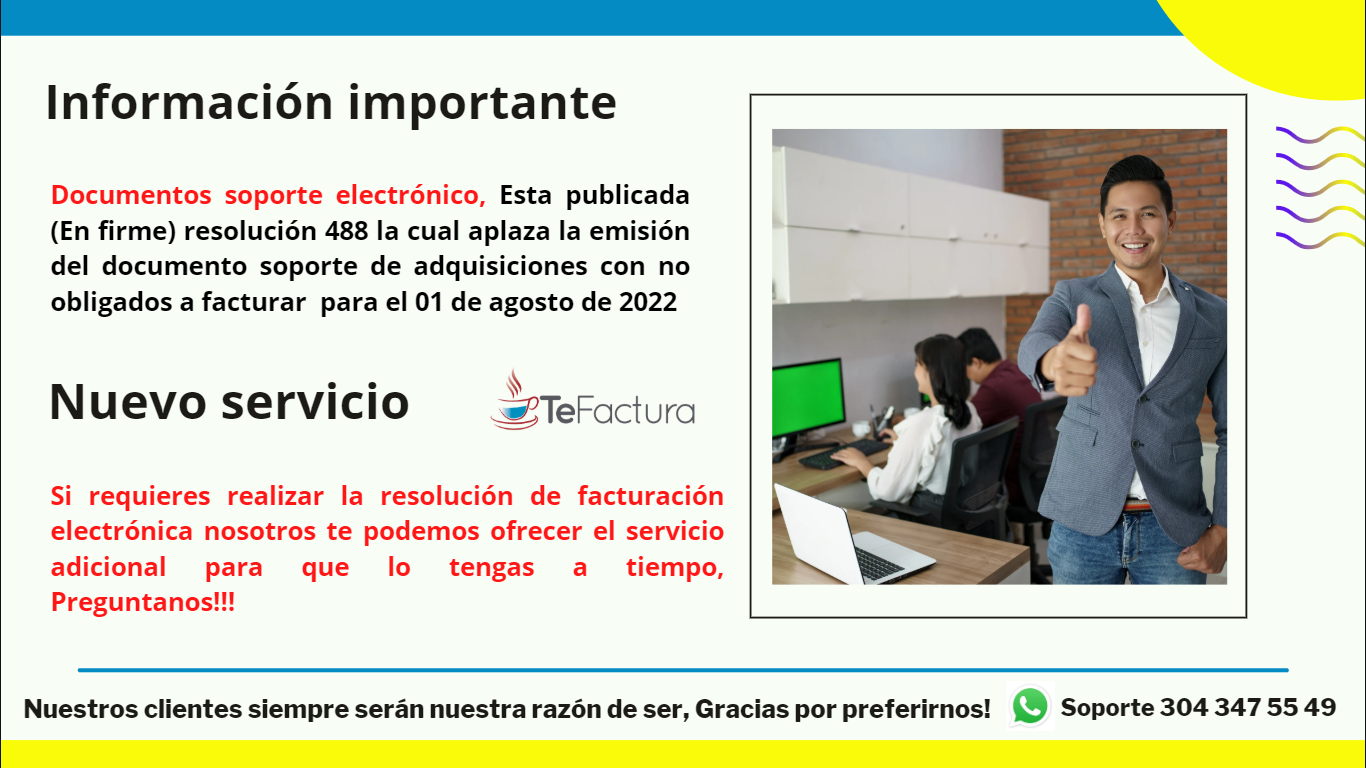 Información importante
Documentos soporte electrónico, Esta publicada
(En firme) resolución 488 la cual aplaza la emisión
del documento soporte de adquisiciones con no
obligados a facturar para el 01 de agosto de 2022
Nuevo servicio
TeFactura
Si requieres realizar la resolución de facturación
electrónica nosotros te podemos ofrecer el servicio
adicional para que lo tengas a tiempo,
Preguntanos!!!
Nuestros clientes siempre serán nuestra razón de ser, Gracias por preferirnos!
Soporte 304 347 55 49